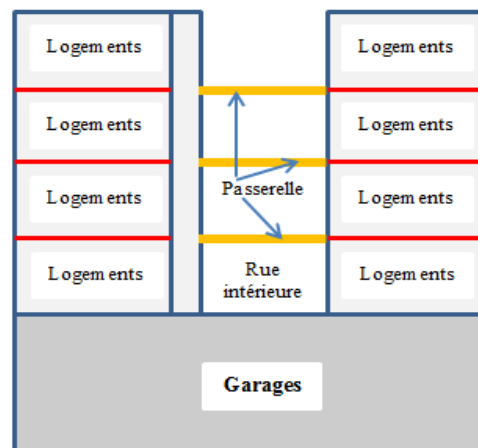 Logements
Logements
Logements
Logements
Passerelle
Logements
Logements
Logements
Rue
intérieure
Logements
Garages